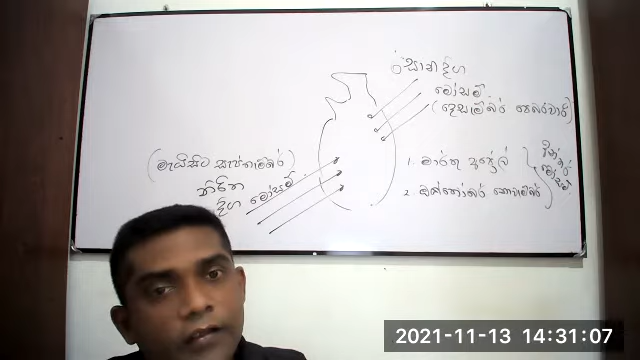 ඊසාන දිග
මෝසම්
(දෙසැම්බර් පෙබරවාරි)
(මැයිසිට සැප්තැම්බර්)
නිරිත
දිග මෝසම්
1. මාර්තු අප්‍රේල්
2. ඔක්තෝබර් නොවැම්බර්
අන්තර්
මෝසම්
2021-11-13 14:31:07